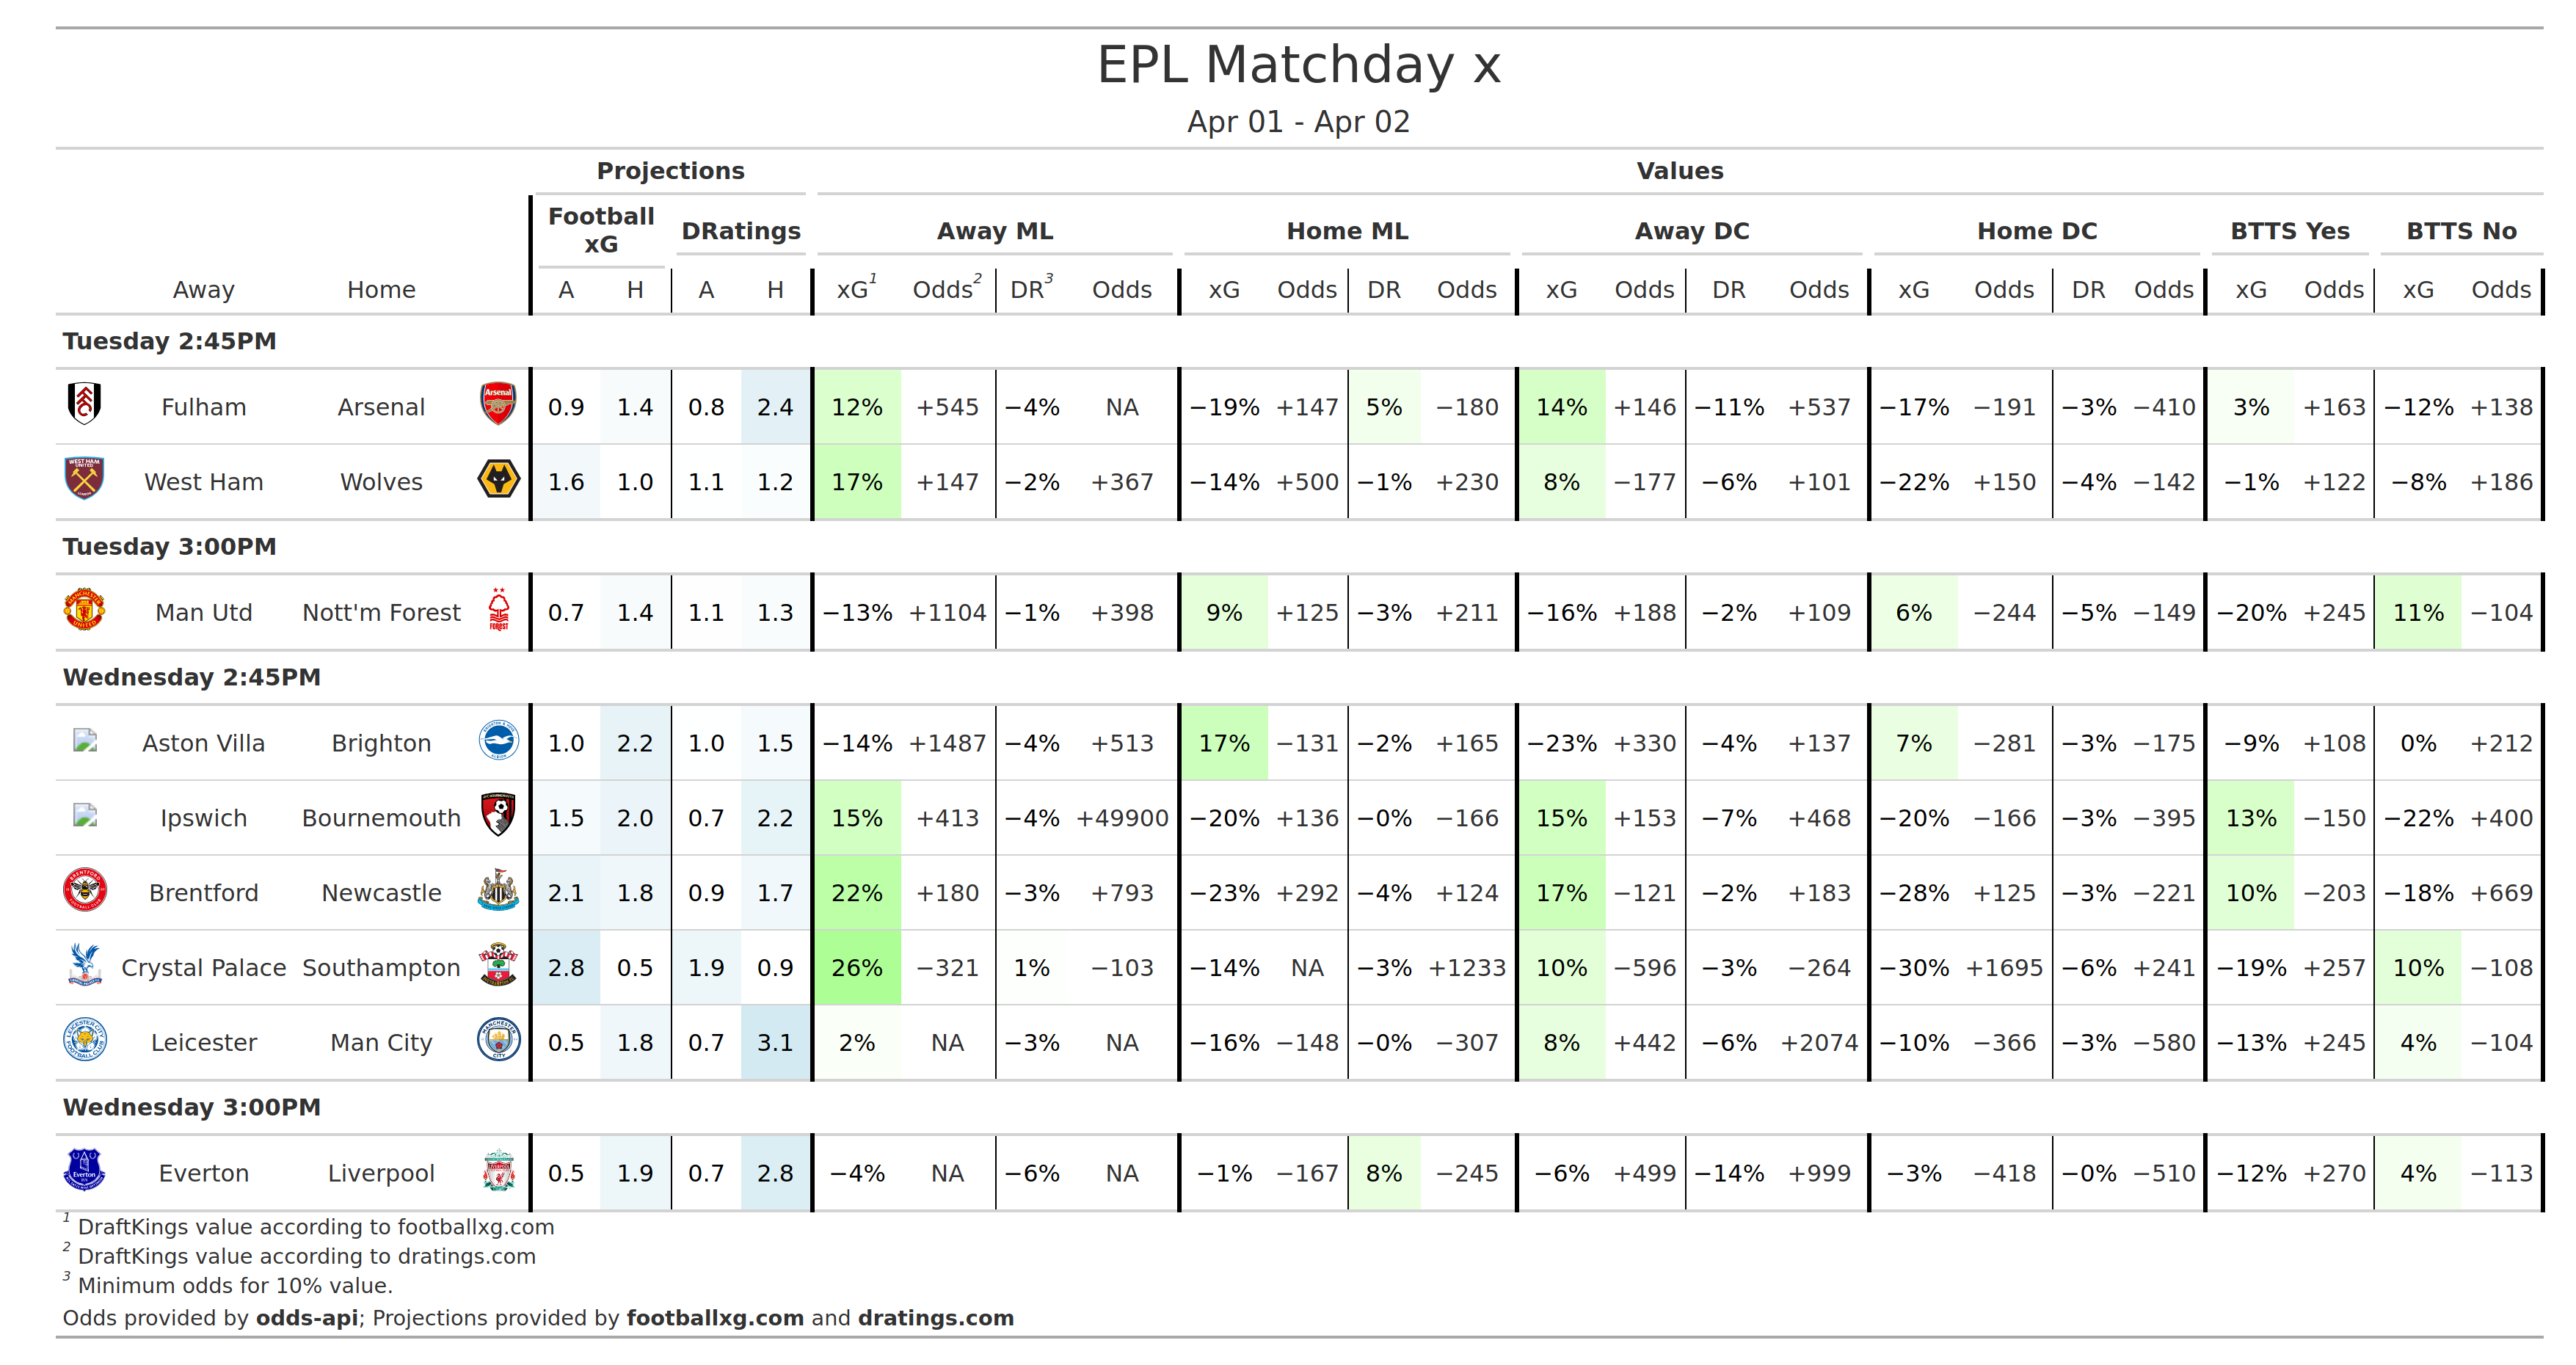 EPL Matchday x
Apr 01 - Apr 02
Projections Values
Football xG DRatings Away ML Home ML Away DC Home DC BTTS Yes BTTS No
Away Home A H A H xG1 Odds2 DR3 Odds xG Odds DR Odds xG Odds DR Odds xG Odds DR Odds xG Odds xG Odds
Tuesday 2:45PM
Fulham Arsenal 0.9 1.4 0.8 2.4 12% +545 −4% NA −19% +147 5% −180 14% +146 −11% +537 −17% −191 −3% −410 3% +163 −12% +138
West Ham Wolves 1.6 1.0 1.1 1.2 17% +147 −2% +367 −14% +500 −1% +230 8% −177 −6% +101 −22% +150 −4% −142 −1% +122 −8% +186
Tuesday 3:00PM
Man Utd Nott'm Forest 0.7 1.4 1.1 1.3 −13% +1104 −1% +398 9% +125 −3% +211 −16% +188 −2% +109 6% −244 −5% −149 −20% +245 11% −104
Wednesday 2:45PM
Aston Villa Brighton 1.0 2.2 1.0 1.5 −14% +1487 −4% +513 17% −131 −2% +165 −23% +330 −4% +137 7% −281 −3% −175 −9% +108 0% +212
Ipswich Bournemouth 1.5 2.0 0.7 2.2 15% +413 −4% +49900 −20% +136 −0% −166 15% +153 −7% +468 −20% −166 −3% −395 13% −150 −22% +400
Brentford Newcastle 2.1 1.8 0.9 1.7 22% +180 −3% +793 −23% +292 −4% +124 17% −121 −2% +183 −28% +125 −3% −221 10% −203 −18% +669
Crystal Palace Southampton 2.8 0.5 1.9 0.9 26% −321 1% −103 −14% NA −3% +1233 10% −596 −3% −264 −30% +1695 −6% +241 −19% +257 10% −108
Leicester Man City 0.5 1.8 0.7 3.1 2% NA −3% NA −16% −148 −0% −307 8% +442 −6% +2074 −10% −366 −3% −580 −13% +245 4% −104
Wednesday 3:00PM
Everton Liverpool 0.5 1.9 0.7 2.8 −4% NA −6% NA −1% −167 8% −245 −6% +499 −14% +999 −3% −418 −0% −510 −12% +270 4% −113
1 DraftKings value according to footballxg.com
2 DraftKings value according to dratings.com
3 Minimum odds for 10% value.
Odds provided by odds-api; Projections provided by footballxg.com and dratings.com